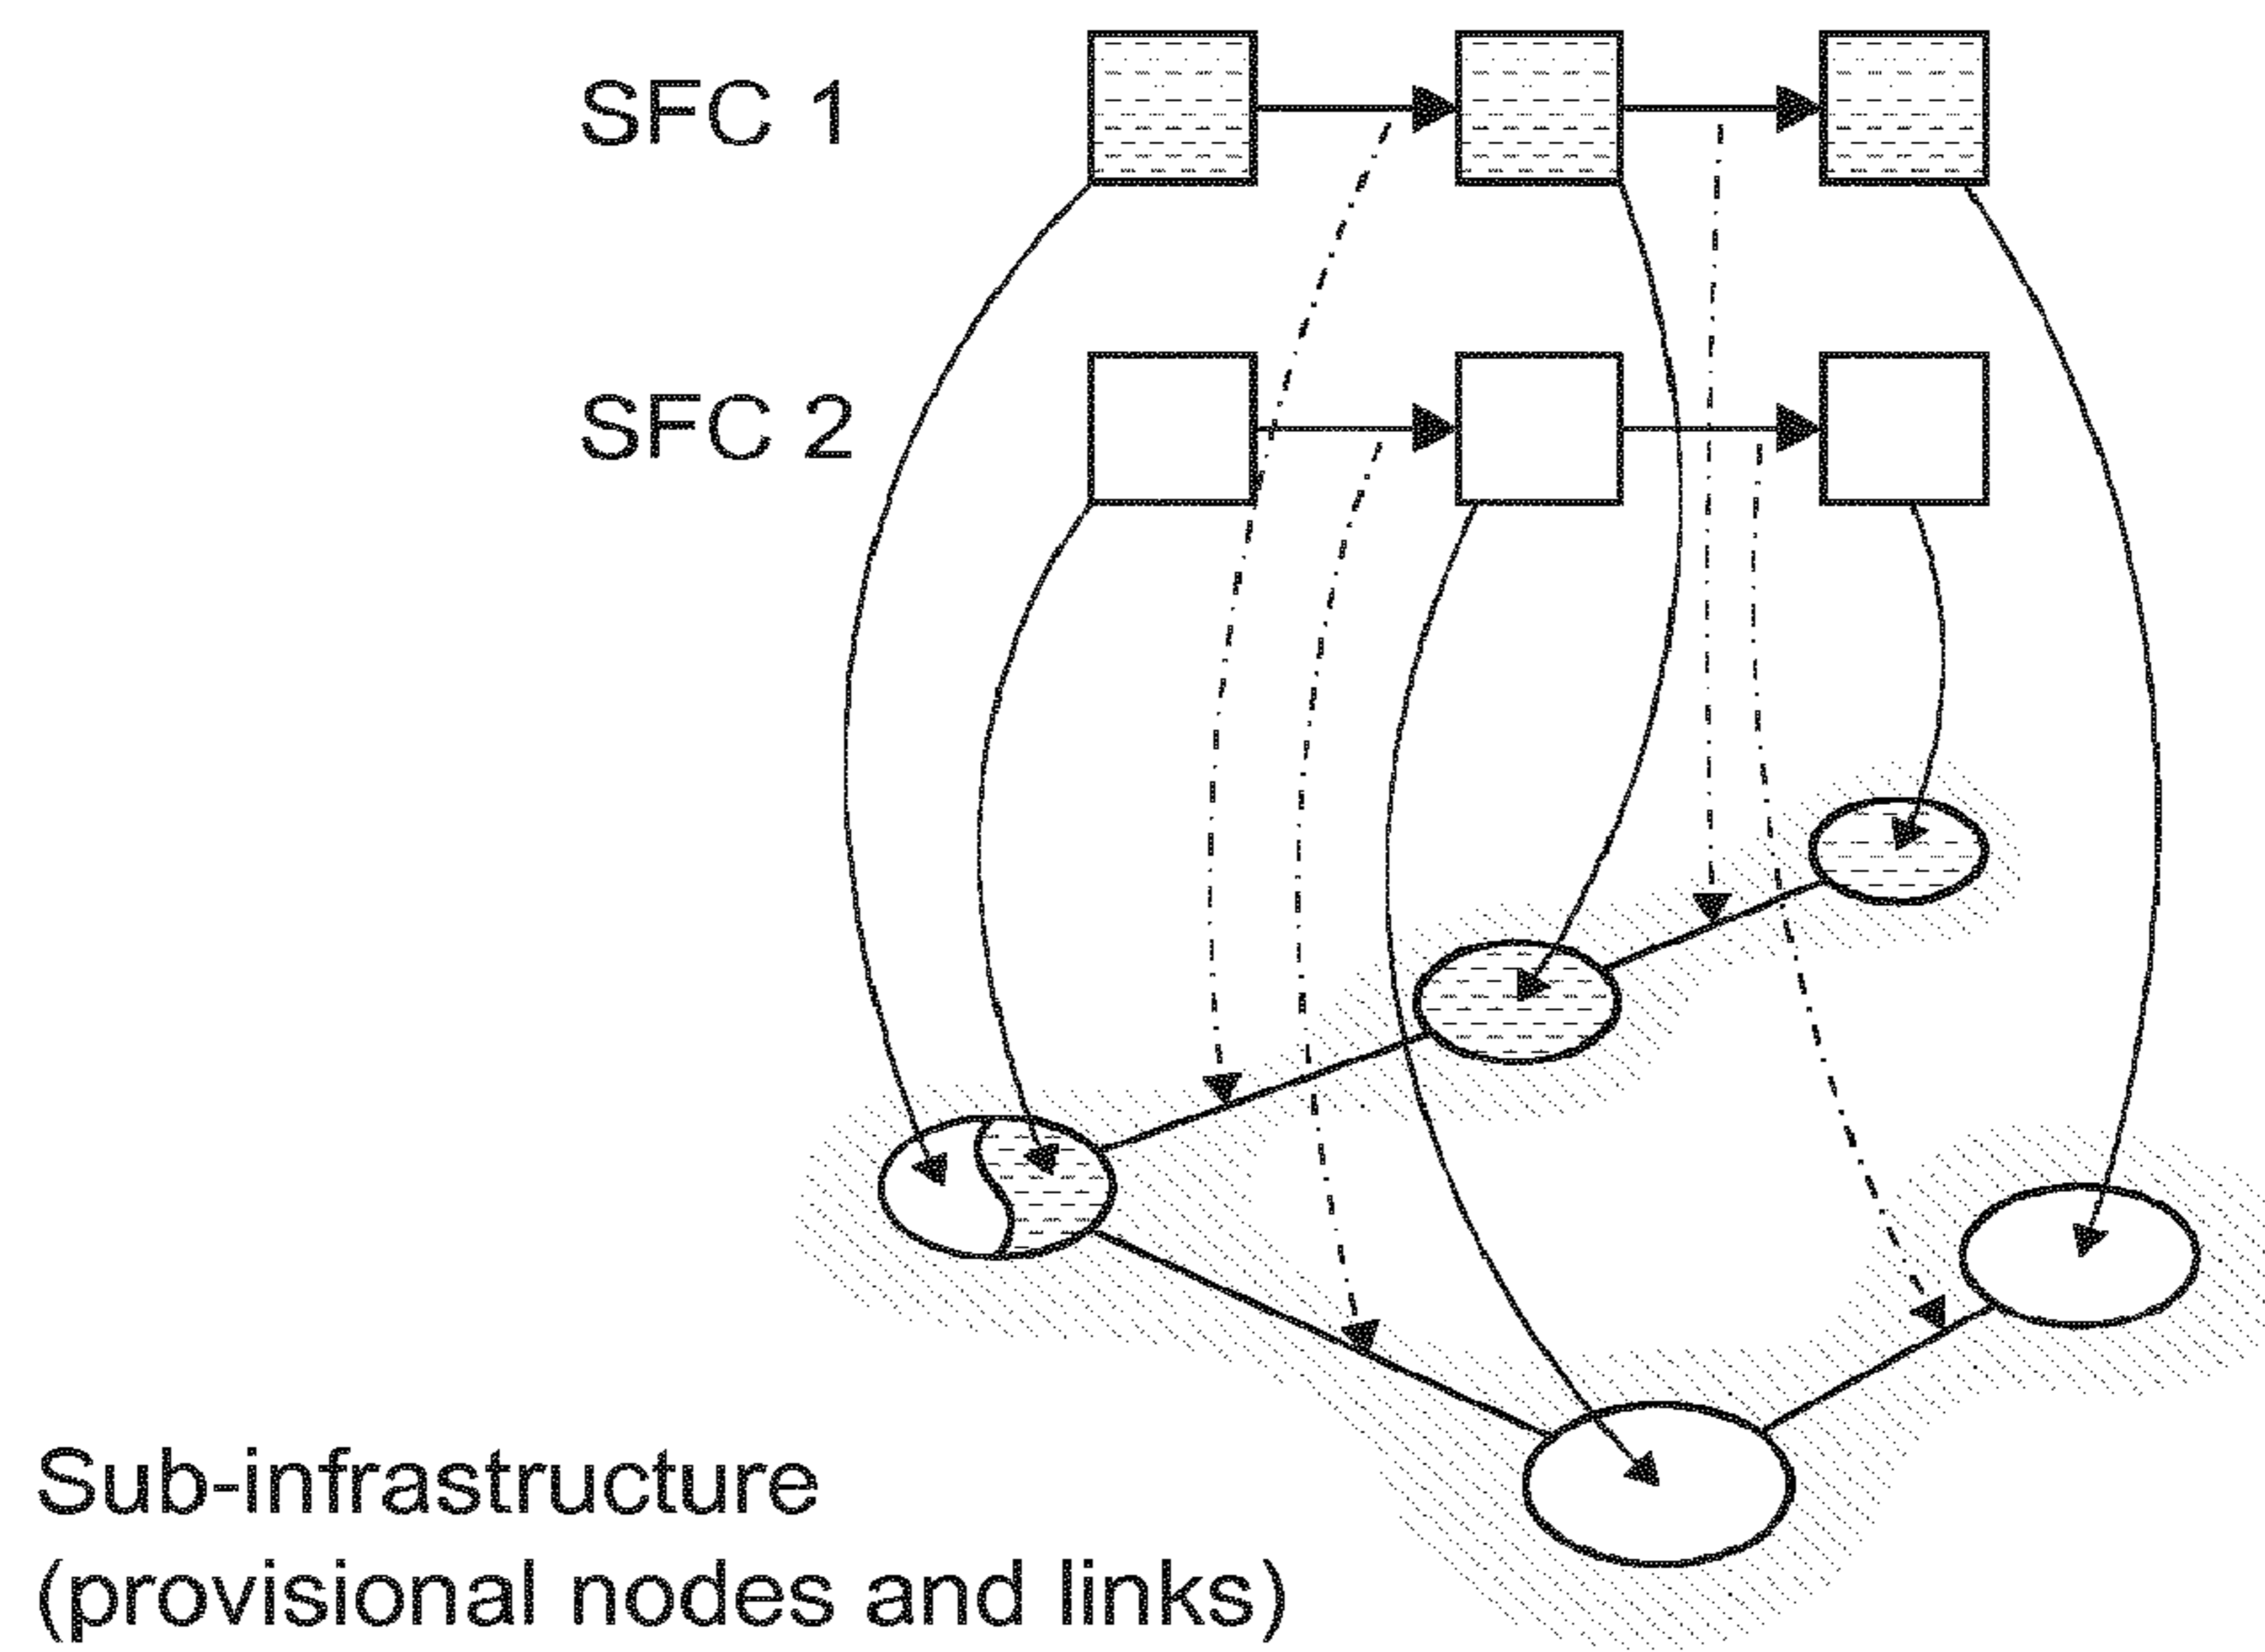 SFC 1
SFC 2
Sub-infrastructure
(provisional nodes and links)